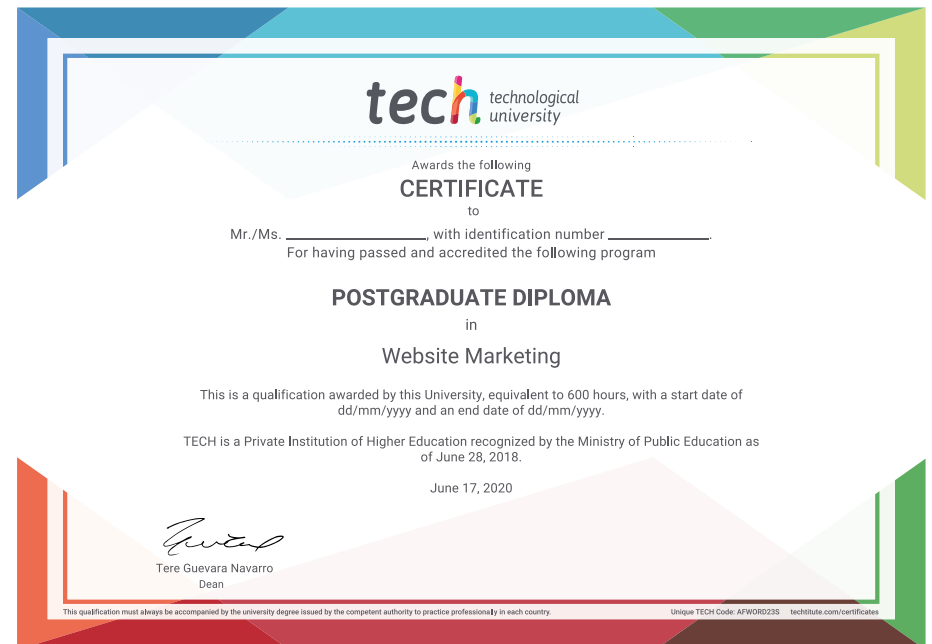 tech technological
university
Awards the following
CERTIFICATE
to
Mr./Ms. ____________________, with identification number ______________.
For having passed and accredited the following program
POSTGRADUATE DIPLOMA
in
Website Marketing
This is a qualification awarded by this University, equivalent to 600 hours, with a start date of
dd/mm/yyyy and an end date of dd/mm/yyyy.
TECH is a Private Institution of Higher Education recognized by the Ministry of Public Education as
of June 28, 2018.
June 17, 2020
Tere Guevara Navarro
Dean
This qualification must always be accompanied by the university degree issued by the competent authority to practice professionally in each country.
Unique TECH Code: AFWORD23S techtitute.com/certificates